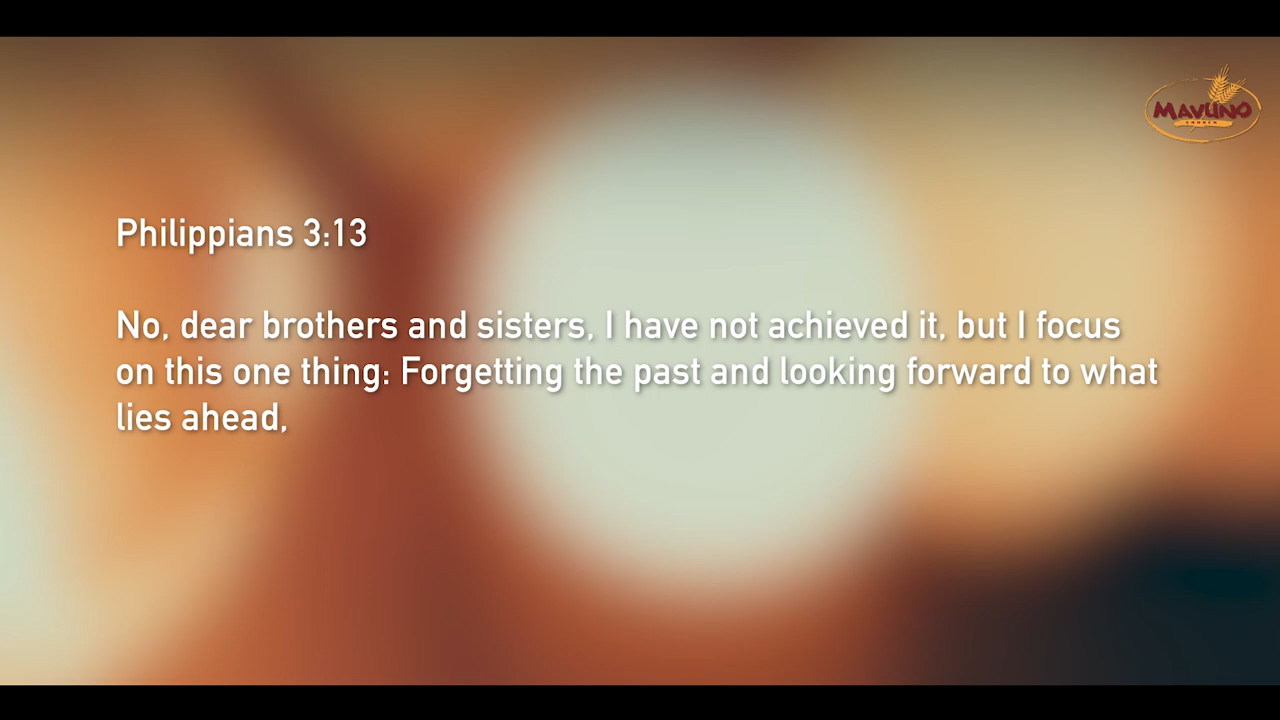 MAVUNO
CHURCH
Philippians 3:13
No, dear brothers and sisters, I have not achieved it, but I focus
on this one thing: Forgetting the past and looking forward to what
lies ahead,